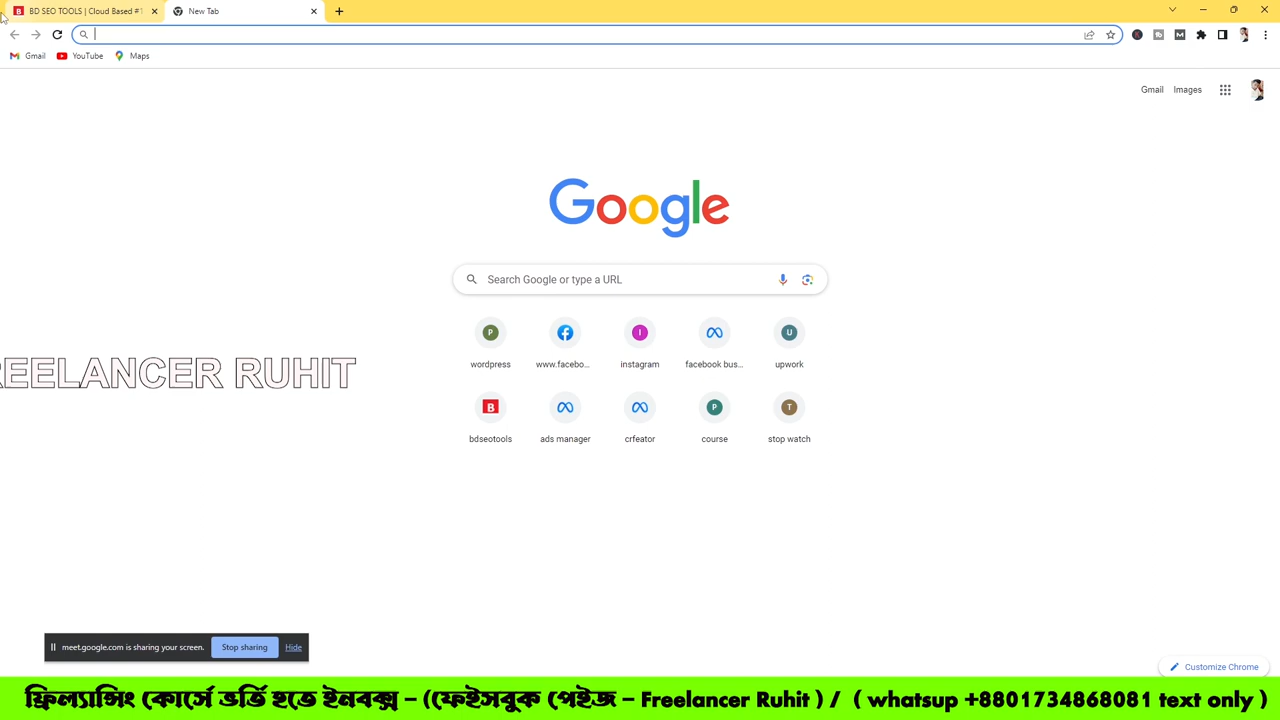 BD SEO TOOLS | Cloud Based #1
New Tab
Gmail
YouTube
Maps
Gmail
Images
Google
Search Google or type a URL
wordpress
www.facebo...
instagram
facebook bus...
upwork
REELANCER RUHIT
bdseotools
ads manager
crfeator
course
stop watch
meet.google.com is sharing your screen.
Stop sharing
Hide
Customize Chrome
ফ্রিল্যান্সিং কোর্সে ভর্তি হতে ইনবক্স – ((ফেইসবুক পেইজ – Freelancer Ruhit ) / ( whatsup +8801734868081 text only )